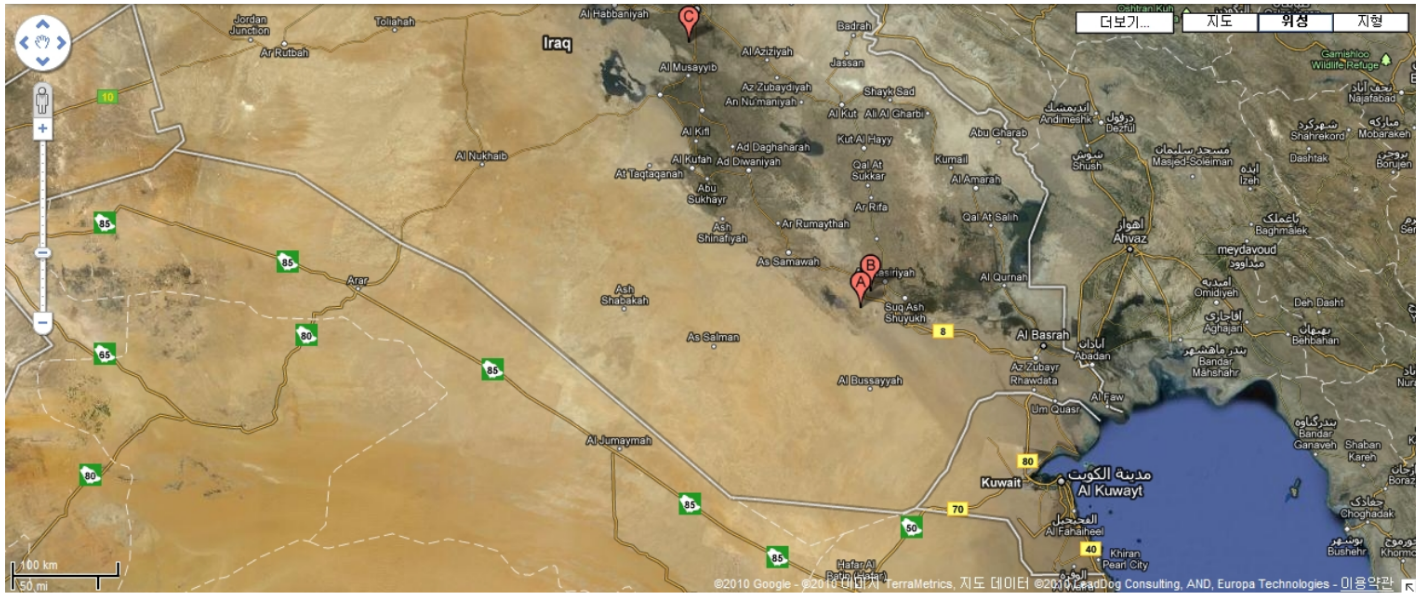 더보기...
지도
위성
지형
Jordan
Junction
Toliahah
Ar Rutbah
Al Habbaniyah
C
Iraq
Badrah
Al Aziziyah
Jassan
Al Musayyib
Az Zubaydiyah
An Nu'maniyah
Shayk Sad
Al Kut
Ali Al Gharbi
Gamishloo
Wildlife Refuge
نجف آباد
Najafabad
10
Al Kifl
Kut Al Hayy
Abu Gharab
اندیمشک
Andimeshk
دزفول
Dezful
شهرکرد
Shahrekord
مبارکه
Mobarakeh
Ad Daghaharah
Al Nukhaib
At Taqtaqanah
Al Kufah
Ad Diwaniyah
Qal At
Sukkar
Kumail
Al Amarah
شوش
Shush
مسجد سلیمان
Masjed-Soleiman
Dashtak
بروجن
Borujen
ایذه
Izeh
Abu
Sukhayr
Ar Rifa
85
Ash
Shinafiyah
Ar Rumaythah
Qal At Salih
اهواز
Ahvaz
باغملک
Baghmalek
meydavoud
میداوود
85
As Samawah
B
A
Al Qurnah
Arar
Ash
Shabakah
Suq Ash
Shuyukh
امیدیه
Omidiyeh
Deh Dasht
آغاجاری
Aghajari
بهبهان
Behbahan
80
As Salman
8
Al Basrah
آبادان
Abadan
65
بندر ماهشهر
Bandar
Mahshahr
85
Az Zubayr
Rhawdata
Al Bussayyah
Um Quasr
Al Faw
بندرگناوه
Bandar
Ganaveh
Shaban
Kareh
Al Jumaymah
80
80
Kuwait
مدينة الكويت
Al Kuwayt
85
70
50
الفحيحيل
Al Fahaiheel
Choghadak
بوشهر
Bushehr
40
Khiran
Pearl City
85
Hafar Al
Batin (Hafar)
الوفرة
100 km
50 mi
©2010 Google - ©2010 이미지 TerraMetrics, 지도 데이터 ©2010 LeadDog Consulting, AND, Europa Technologies - 이용약관